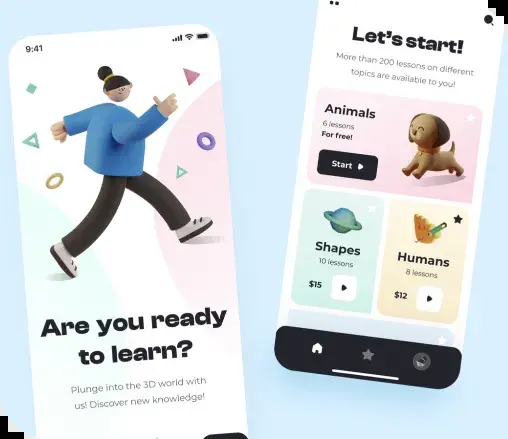 9:41
Are you ready
to learn?
Plunge into the 3D world with
us! Discover new knowledge!
Let's start!
More than 200 lessons on different
topics are available to you!
Animals
6 lessons
For free!
Start
Shapes
10 lessons
$15
Humans
8 lessons
$12